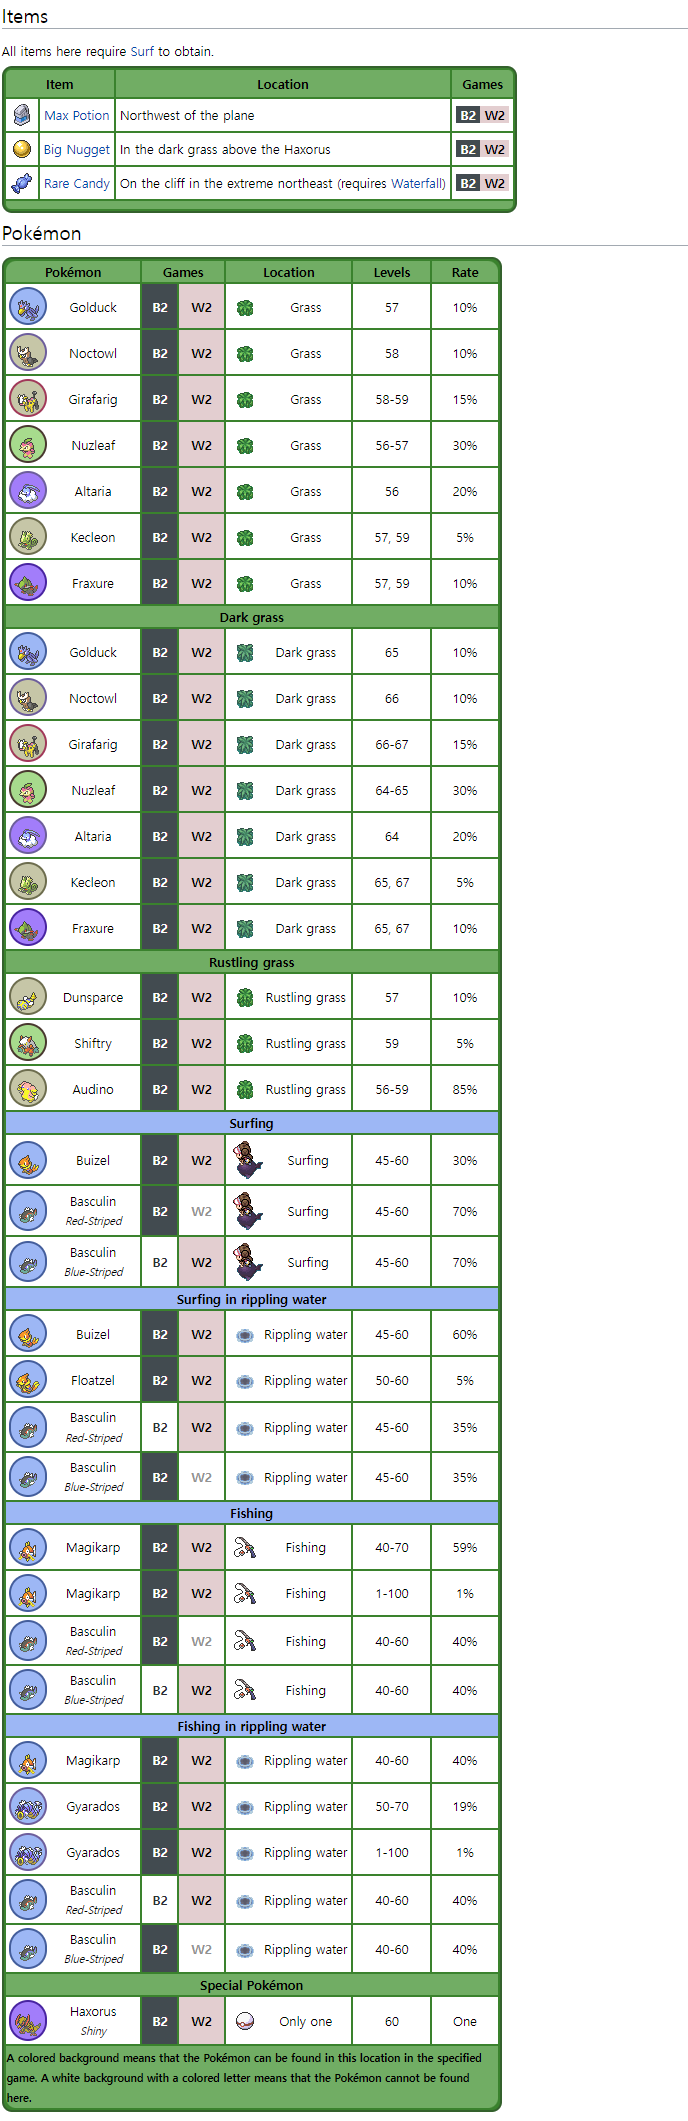 Items
All items here require Surf to obtain.
Item Location Games
Max Potion Northwest of the plane B2 W2
Big Nugget In the dark grass above the Haxorus B2 W2
Rare Candy On the cliff in the extreme northeast (requires Waterfall) B2 W2
Pokémon
Pokémon Games Location Levels Rate
Golduck B2 W2 Grass 57 10%
Noctowl B2 W2 Grass 58 10%
Girafarig B2 W2 Grass 58-59 15%
Nuzleaf B2 W2 Grass 56-57 30%
Altaria B2 W2 Grass 56 20%
Kecleon B2 W2 Grass 57, 59 5%
Fraxure B2 W2 Grass 57, 59 10%
Dark grass
Golduck B2 W2 Dark grass 65 10%
Noctowl B2 W2 Dark grass 66 10%
Girafarig B2 W2 Dark grass 66-67 15%
Nuzleaf B2 W2 Dark grass 64-65 30%
Altaria B2 W2 Dark grass 64 20%
Kecleon B2 W2 Dark grass 65, 67 5%
Fraxure B2 W2 Dark grass 65, 67 10%
Rustling grass
Dunsparce B2 W2 Rustling grass 57 10%
Shiftry B2 W2 Rustling grass 59 5%
Audino B2 W2 Rustling grass 56-59 85%
Surfing
Buizel B2 W2 Surfing 45-60 30%
Basculin
Red-Striped B2 W2 Surfing 45-60 70%
Basculin
Blue-Striped B2 W2 Surfing 45-60 70%
Surfing in rippling water
Buizel B2 W2 Rippling water 45-60 60%
Floatzel B2 W2 Rippling water 50-60 5%
Basculin
Red-Striped B2 W2 Rippling water 45-60 35%
Basculin
Blue-Striped B2 W2 Rippling water 45-60 35%
Fishing
Magikarp B2 W2 Fishing 40-70 59%
Magikarp B2 W2 Fishing 1-100 1%
Basculin
Red-Striped B2 W2 Fishing 40-60 40%
Basculin
Blue-Striped B2 W2 Fishing 40-60 40%
Fishing in rippling water
Magikarp B2 W2 Rippling water 40-60 40%
Gyarados B2 W2 Rippling water 50-70 19%
Gyarados B2 W2 Rippling water 1-100 1%
Basculin
Red-Striped B2 W2 Rippling water 40-60 40%
Basculin
Blue-Striped B2 W2 Rippling water 40-60 40%
Special Pokémon
Haxorus
Shiny B2 W2 Only one 60 One
A colored background means that the Pokémon can be found in this location in the specified
game. A white background with a colored letter means that the Pokémon cannot be found
here.